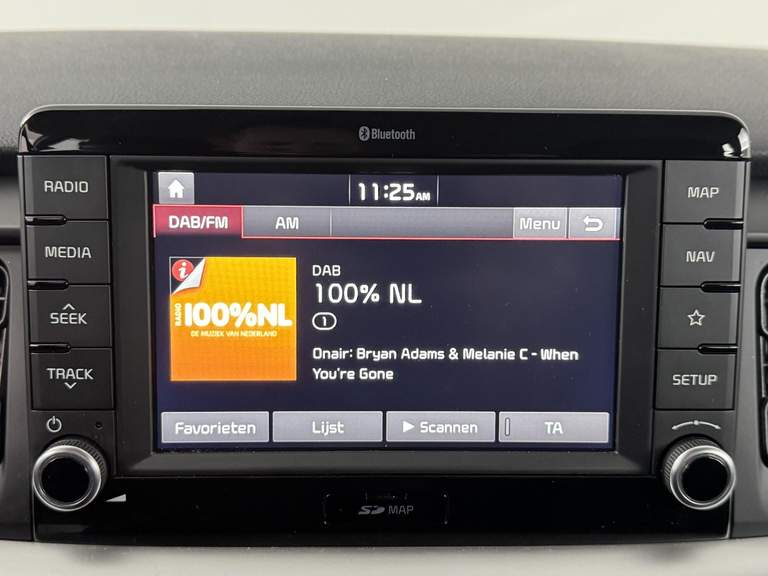 Bluetooth
RADIO
MEDIA
SEEK
TRACK
11:25 AM
DAB/FM
AM
Menu
i
RADIO
100%NL
DE MUZIEK VAN NEDERLAND
DAB
100% NL
1
Onair: Bryan Adams & Melanie C - When
You're Gone
Favorieten
Lijst
Scannen
TA
MAP
NAV
SETUP
SD MAP